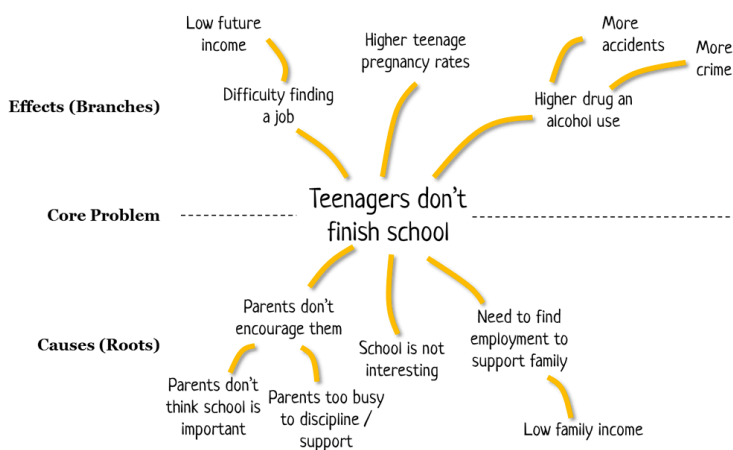 Low future
income
Higher teenage
pregnancy rates
More
accidents
More
crime
Effects (Branches)
Difficulty finding
a job
Higher drug an
alcohol use
Core Problem
Teenagers don't
finish school
Causes (Roots)
Parents don't
encourage them
School is not
interesting
Need to find
employment to
support family
Parents don't
think school is
important
Parents too busy
to discipline /
support
Low family income